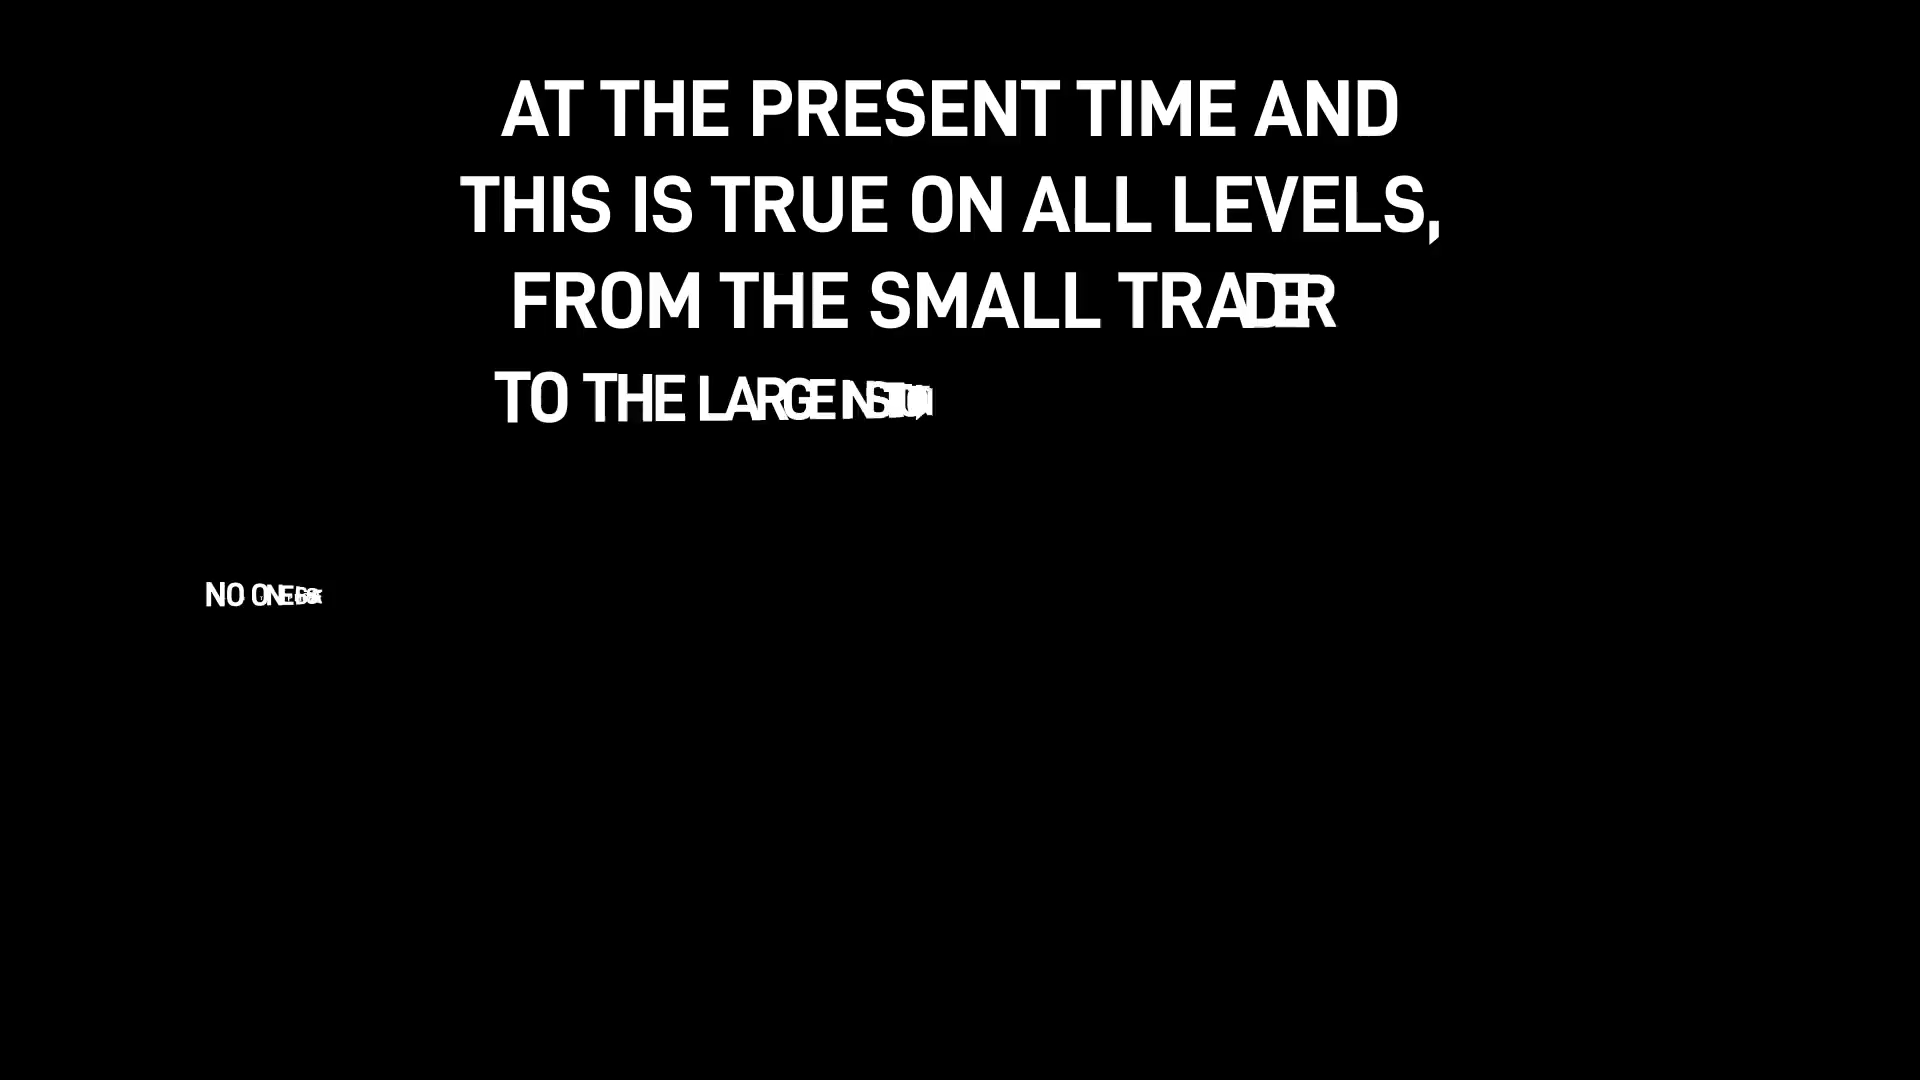 AT THE PRESENT TIME AND
THIS IS TRUE ON ALL LEVELS,
FROM THE SMALL TRADER
TO THE LARGE
NO ONE